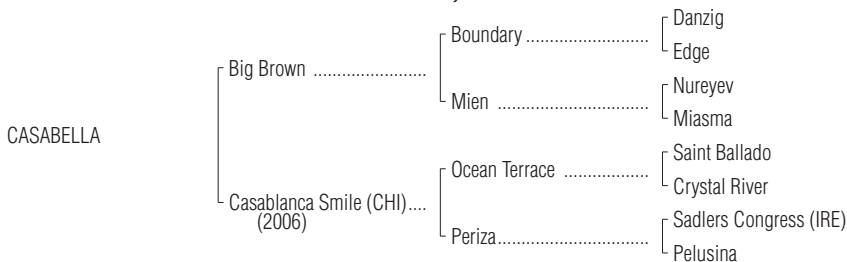 Danzig
Boundary ..........................
Edge
Big Brown ........................
Nureyev
Mien ................................
Miasma
CASABELLA
Saint Ballado
Ocean Terrace ..................
Crystal River
Casablanca Smile (CHI)....
(2006)
Sadlers Congress (IRE)
Periza................................
Pelusina